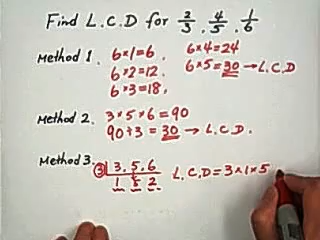 Find L.C.D for 2/3 . 4/5 . 1/6
Method 1. 6×1=6, 6×4=24
6×2=12. 6×5=30→L.C.D
6×3=18,
Method 2. 3×5×6=90
90÷3=30 → L.C.D.
Method 3.
3 3.5.6 L.C.D=3×1×5
1 5 2